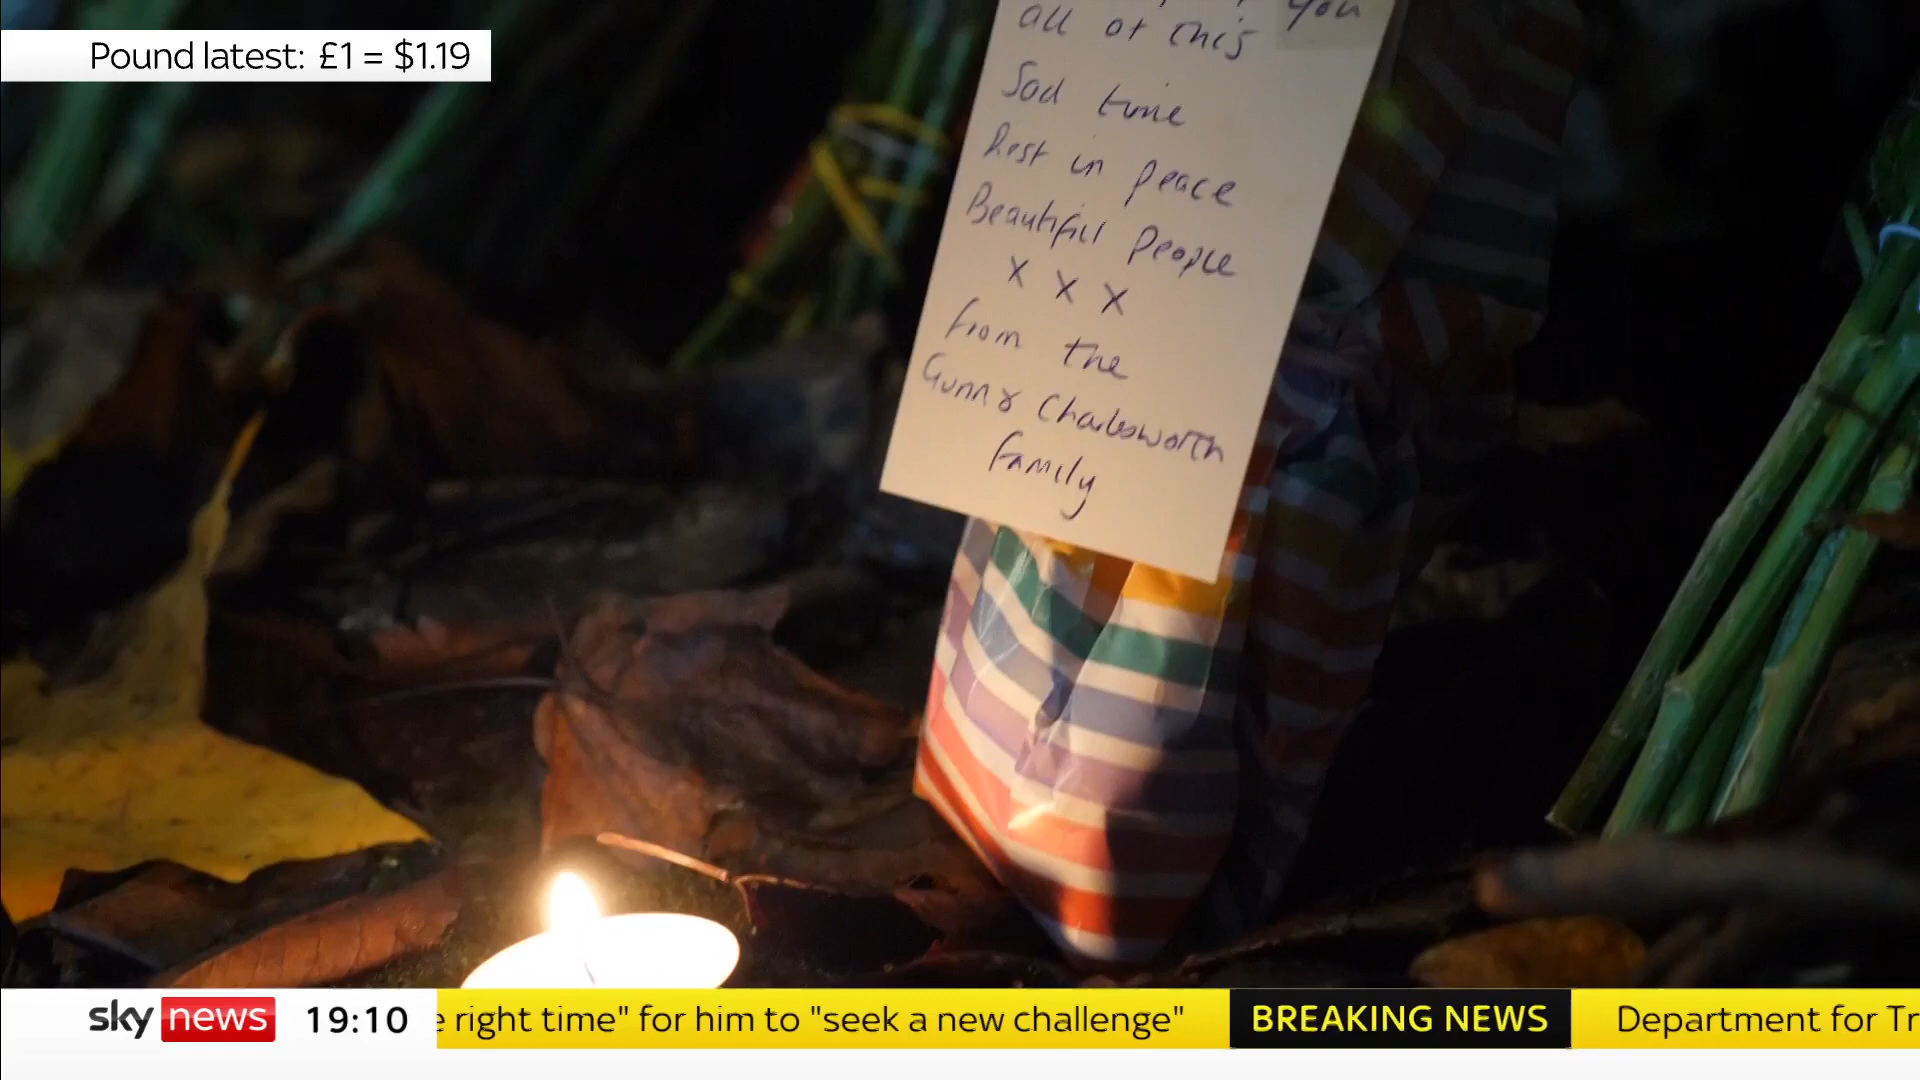 Pound latest: £1 = $1.19
you
all at this
Sad time
Rest in peace
Beautiful People
x x x
from the
Gunn & Charlesworth
family
sky news 19:10 e right time" for him to "seek a new challenge" BREAKING NEWS Department for Tr